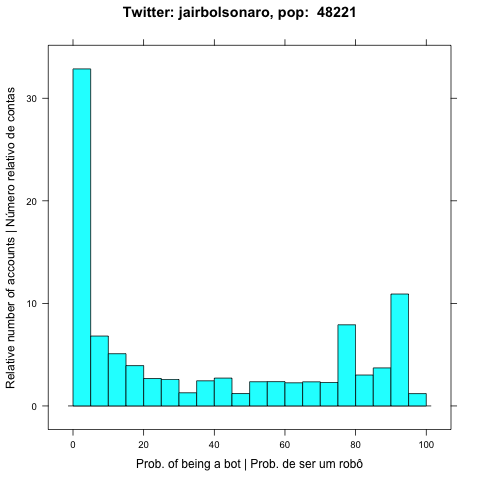 Twitter: jairbolsonaro, pop:  48221
Relative number of accounts | Número relativo de contas
30
20
10
0
0 20 40 60 80 100
Prob. of being a bot | Prob. de ser um robô